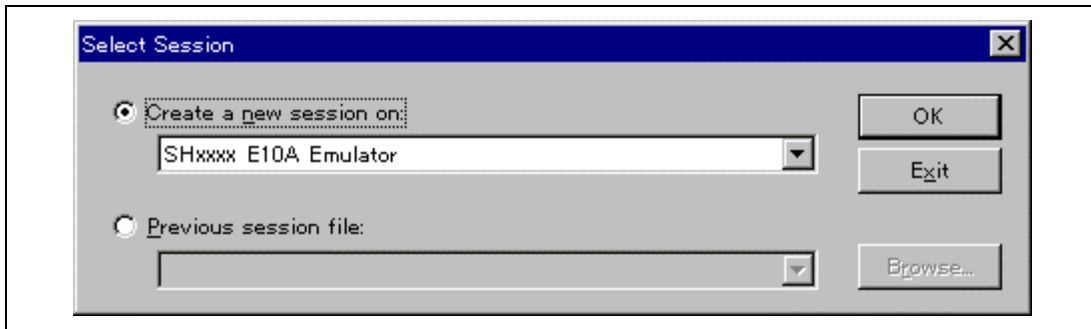 Select Session
Create a new session on:
OK
SHxxxx E10A Emulator
Exit
Previous session file:
Browse...